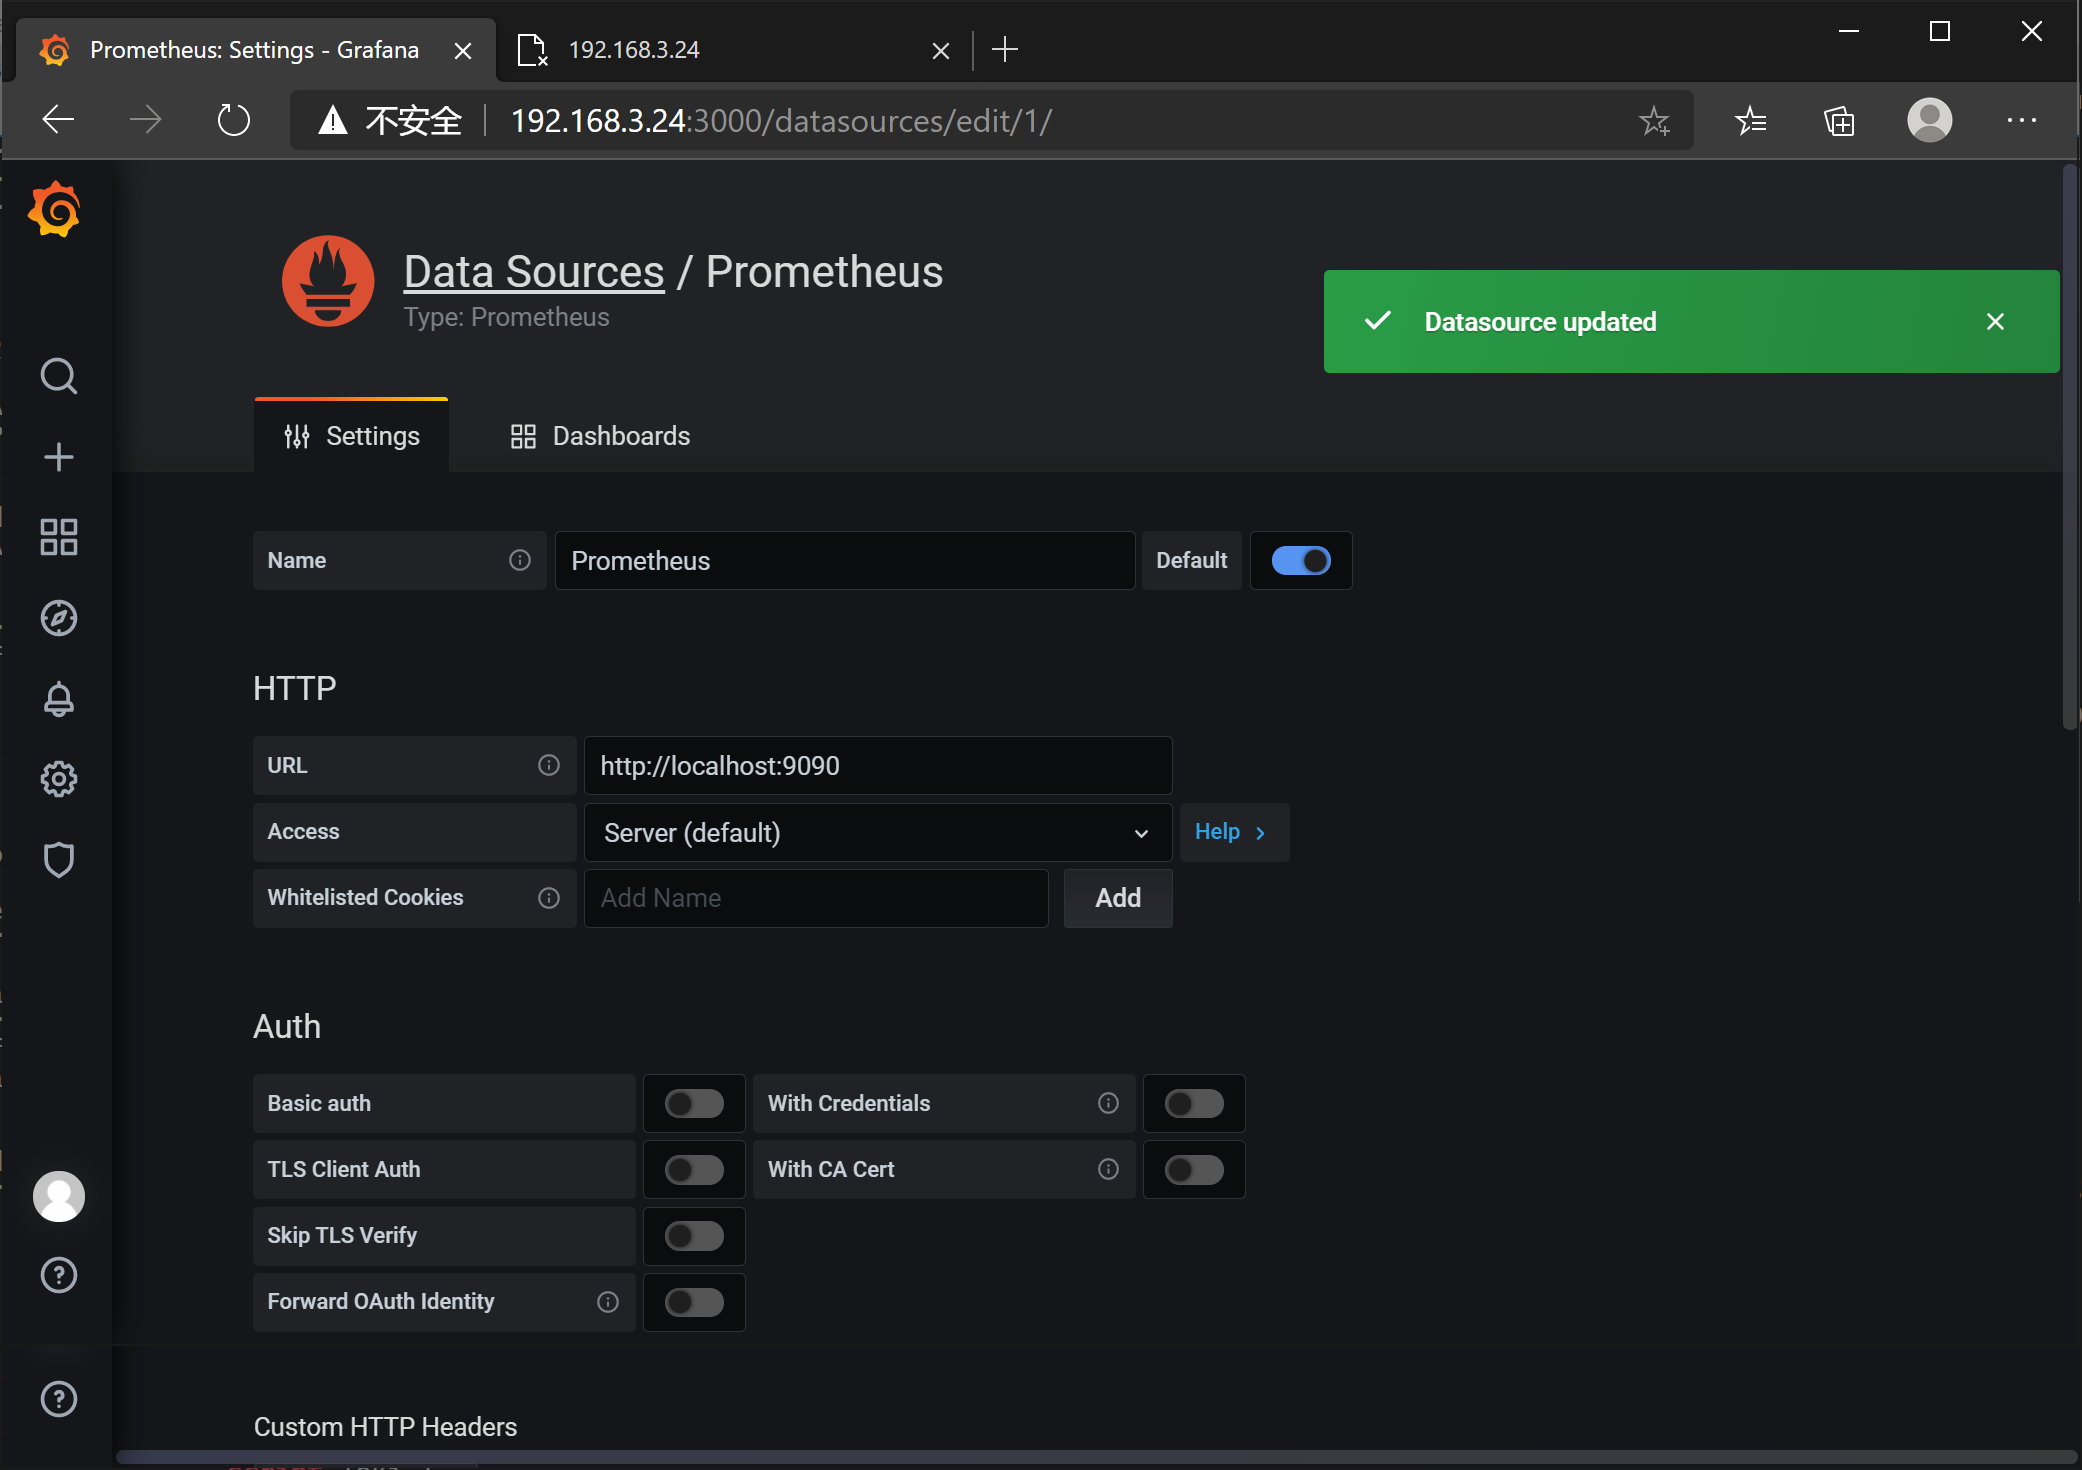 Prometheus: Settings - Grafana
192.168.3.24
不安全 192.168.3.24:3000/datasources/edit/1/
Data Sources / Prometheus
Type: Prometheus
Datasource updated
Settings
Dashboards
Name
Prometheus
Default
HTTP
URL
http://localhost:9090
Access
Server (default)
Help
Whitelisted Cookies
Add Name
Add
Auth
Basic auth
With Credentials
TLS Client Auth
With CA Cert
Skip TLS Verify
Forward OAuth Identity
Custom HTTP Headers